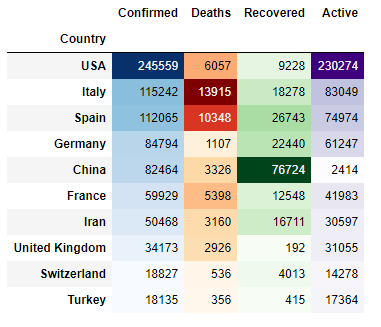 Confirmed Deaths Recovered Active
Country
USA 245559 6057 9228 230274
Italy 115242 13915 18278 83049
Spain 112065 10348 26743 74974
Germany 84794 1107 22440 61247
China 82464 3326 76724 2414
France 59929 5398 12548 41983
Iran 50468 3160 16711 30597
United Kingdom 34173 2926 192 31055
Switzerland 18827 536 4013 14278
Turkey 18135 356 415 17364